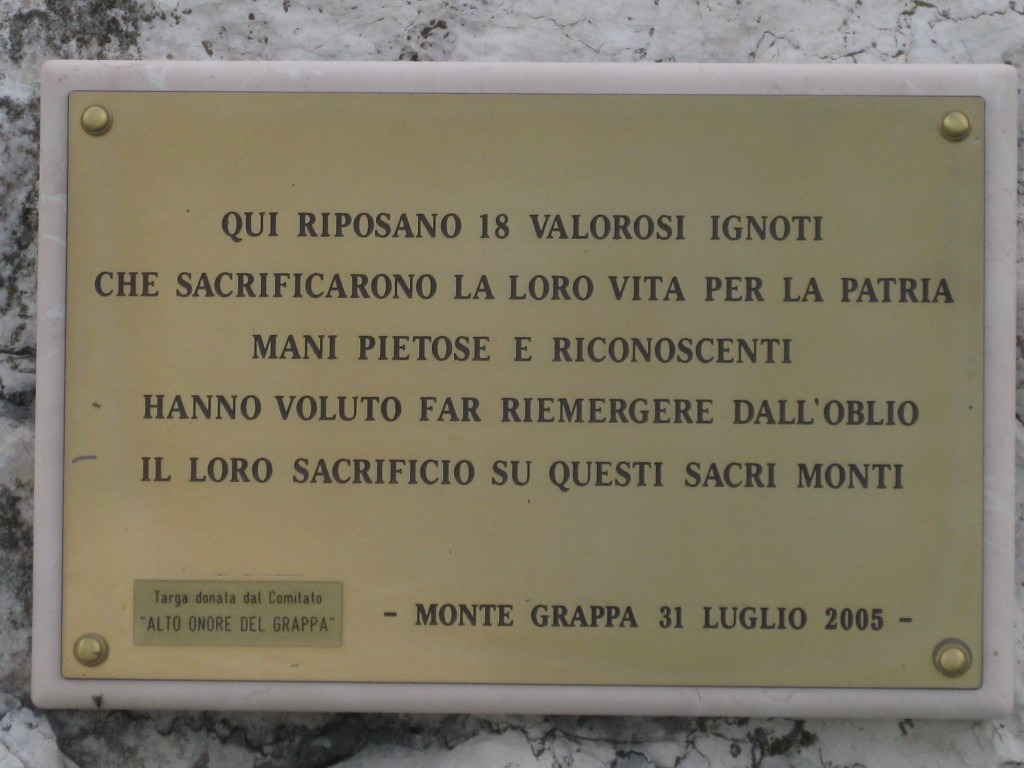 QUI RIPOSANO 18 VALOROSI IGNOTI
CHE SACRIFICARONO LA LORO VITA PER LA PATRIA
MANI PIETOSE E RICONOSCENTI
HANNO VOLUTO FAR RIEMERGERE DALL'OBLIO
IL LORO SACRIFICIO SU QUESTI SACRI MONTI
Targa donata dal Comitato
"ALTO ONORE DEL GRAPPA"
- MONTE GRAPPA 31 LUGLIO 2005 -